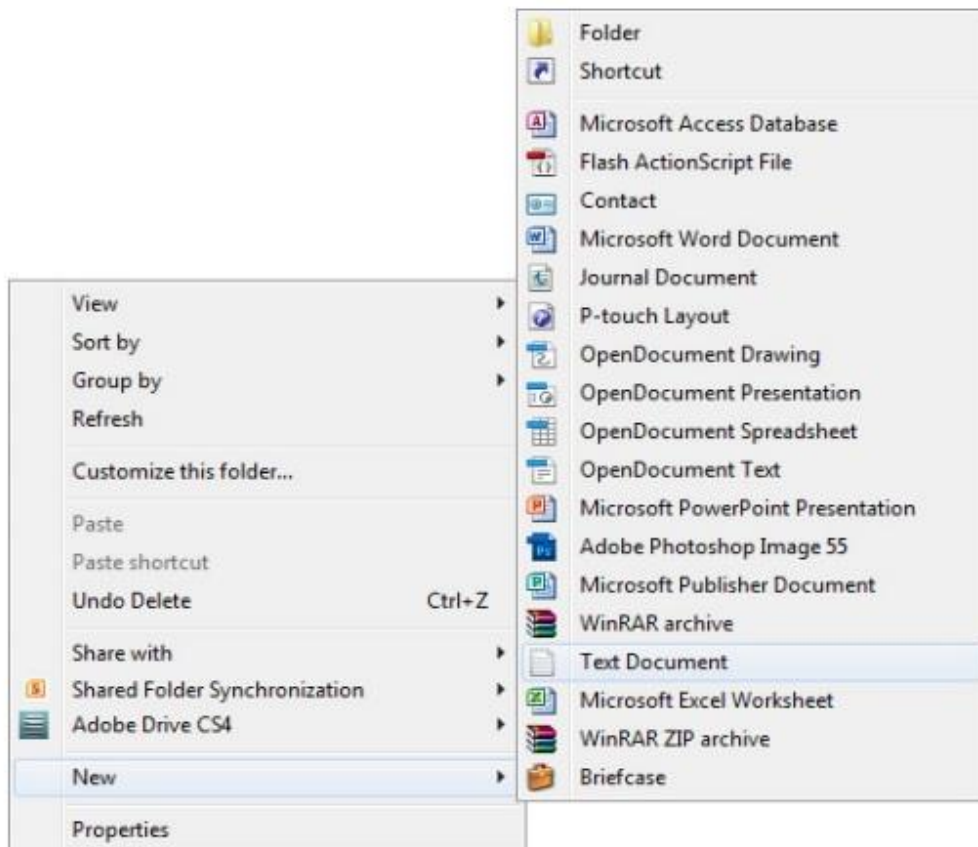 View
Sort by
Group by
Refresh
Customize this folder...
Paste
Paste shortcut
Undo Delete Ctrl+Z
Share with
Shared Folder Synchronization
Adobe Drive CS4
New
Properties
Folder
Shortcut
Microsoft Access Database
Flash ActionScript File
Contact
Microsoft Word Document
Journal Document
P-touch Layout
OpenDocument Drawing
OpenDocument Presentation
OpenDocument Spreadsheet
OpenDocument Text
Microsoft PowerPoint Presentation
Adobe Photoshop Image 55
Microsoft Publisher Document
WinRAR archive
Text Document
Microsoft Excel Worksheet
WinRAR ZIP archive
Briefcase